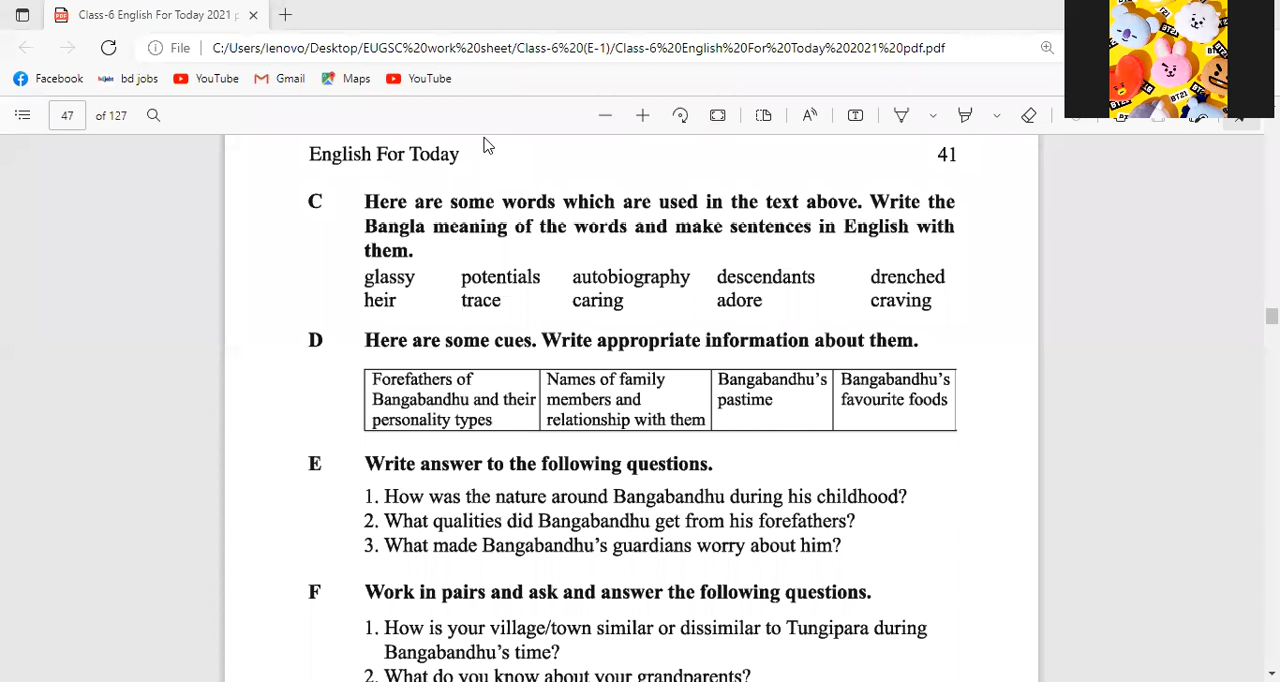 Class-6 English For Today 2021 p
File
C:/Users/lenovo/Desktop/EUGSC%20work%20sheet/Class-6%20(E-1)/Class-6%20English%20For%20Today%202021%20pdf.pdf
Facebook bd jobs YouTube Gmail Maps YouTube
47 of 127
English For Today 41
C Here are some words which are used in the text above. Write the
Bangla meaning of the words and make sentences in English with
them.
glassy potentials autobiography descendants drenched
heir trace caring adore craving
D Here are some cues. Write appropriate information about them.
Forefathers of Names of family Bangabandhu's Bangabandhu's
Bangabandhu and their members and pastime favourite foods
personality types relationship with them
E Write answer to the following questions.
1. How was the nature around Bangabandhu during his childhood?
2. What qualities did Bangabandhu get from his forefathers?
3. What made Bangabandhu's guardians worry about him?
F Work in pairs and ask and answer the following questions.
1. How is your village/town similar or dissimilar to Tungipara during
Bangabandhu's time?
2. What do you know about your grandparents?
BT21
BT21